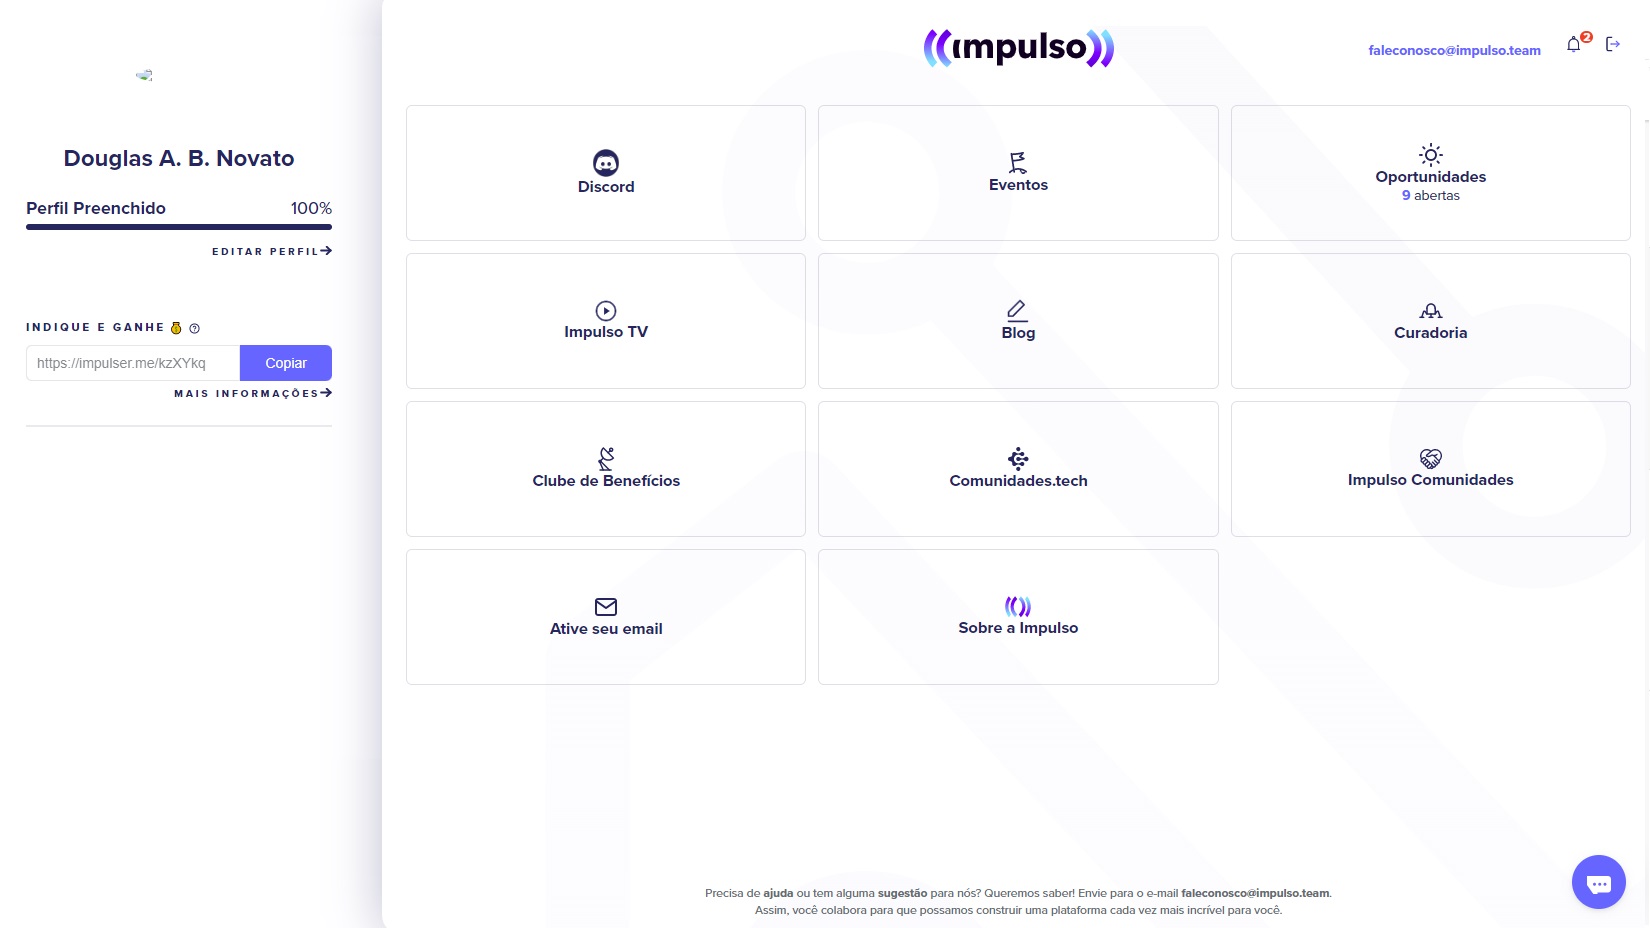 Douglas A. B. Novato
Perfil Preenchido 100%
EDITAR PERFIL
INDIQUE E GANHE
https://impulser.me/kzXYkq Copiar
MAIS INFORMAÇÕES
impulso
faleconosco@impulso.team 2
Discord
Eventos
Oportunidades
9 abertas
Impulso TV
Blog
Curadoria
Clube de Benefícios
Comunidades.tech
Impulso Comunidades
Ative seu email
Sobre a Impulso
Precisa de ajuda ou tem alguma sugestão para nós? Queremos saber! Envie para o e-mail faleconosco@impulso.team.
Assim, você colabora para que possamos construir uma plataforma cada vez mais incrível para você.